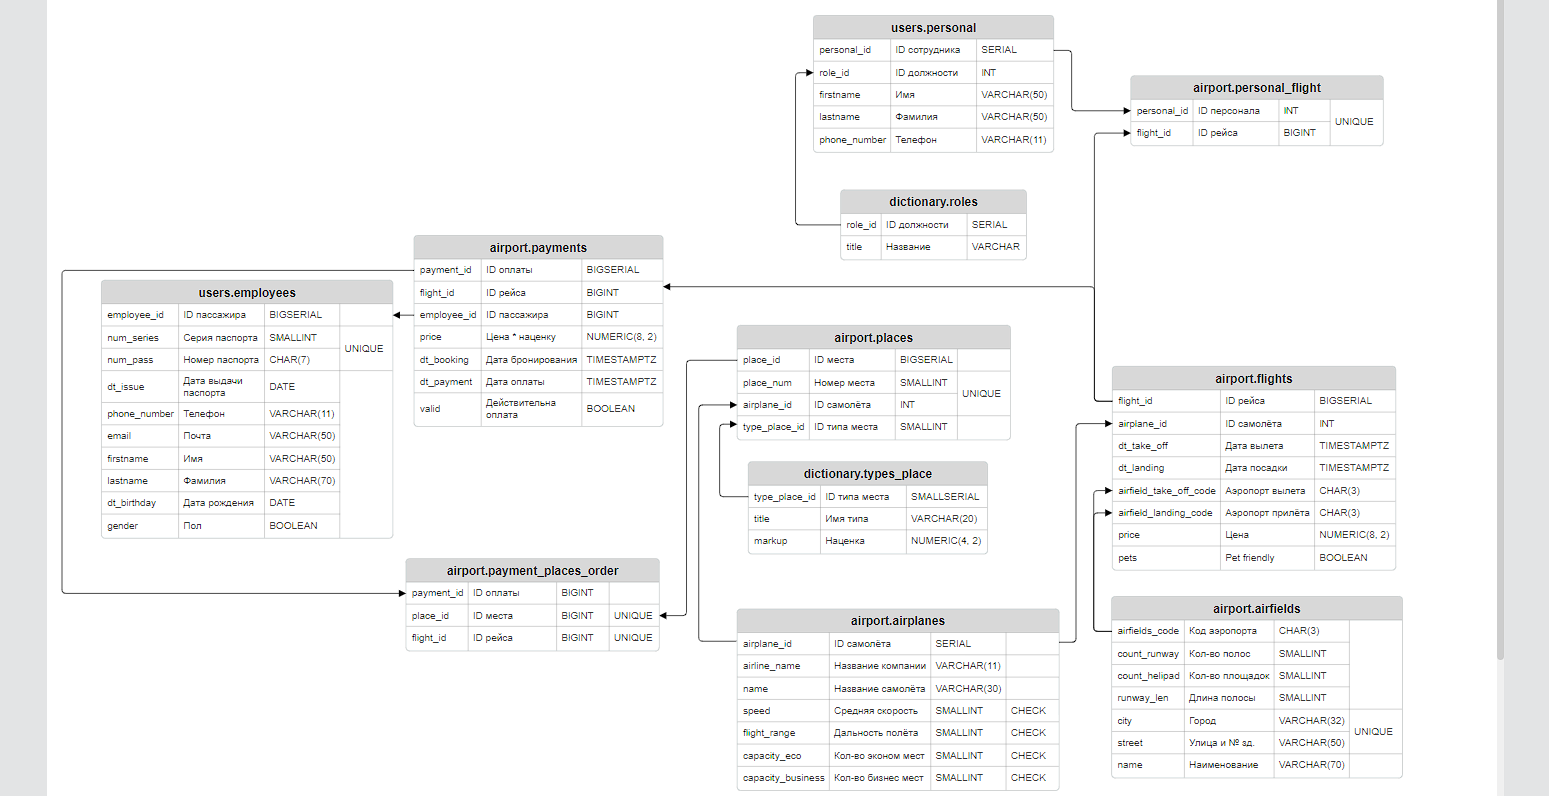 users.personal
personal_id ID сотрудника SERIAL
role_id ID должности INT
firstname Имя VARCHAR(50)
lastname Фамилия VARCHAR(50)
phone_number Телефон VARCHAR(11)
airport.personal_flight
personal_id ID персонала INT
UNIQUE
flight_id ID рейса BIGINT
dictionary.roles
role_id ID должности SERIAL
title Название VARCHAR
airport.payments
payment_id ID оплаты BIGSERIAL
flight_id ID рейса BIGINT
employee_id ID пассажира BIGINT
price Цена * наценку NUMERIC(8, 2)
dt_booking Дата бронирования TIMESTAMPTZ
dt_payment Дата оплаты TIMESTAMPTZ
valid Действительна
оплата BOOLEAN
users.employees
employee_id ID пассажира BIGSERIAL
num_series Серия паспорта SMALLINT
UNIQUE
num_pass Номер паспорта CHAR(7)
dt_issue Дата выдачи
паспорта DATE
phone_number Телефон VARCHAR(11)
email Почта VARCHAR(50)
firstname Имя VARCHAR(50)
lastname Фамилия VARCHAR(70)
dt_birthday Дата рождения DATE
gender Пол BOOLEAN
airport.places
place_id ID места BIGSERIAL
place_num Номер места SMALLINT
UNIQUE
airplane_id ID самолёта INT
type_place_id ID типа места SMALLINT
airport.flights
flight_id ID рейса BIGSERIAL
airplane_id ID самолёта INT
dt_take_off Дата вылета TIMESTAMPTZ
dt_landing Дата посадки TIMESTAMPTZ
airfield_take_off_code Аэропорт вылета CHAR(3)
airfield_landing_code Аэропорт прилёта CHAR(3)
price Цена NUMERIC(8, 2)
pets Pet friendly BOOLEAN
dictionary.types_place
type_place_id ID типа места SMALLSERIAL
title Имя типа VARCHAR(20)
markup Наценка NUMERIC(4, 2)
airport.payment_places_order
payment_id ID оплаты BIGINT
place_id ID места BIGINT UNIQUE
flight_id ID рейса BIGINT UNIQUE
airport.airplanes
airplane_id ID самолёта SERIAL
airline_name Название компании VARCHAR(11)
name Название самолёта VARCHAR(30)
speed Средняя скорость SMALLINT CHECK
flight_range Дальность полёта SMALLINT CHECK
capacity_eco Кол-во эконом мест SMALLINT CHECK
capacity_business Кол-во бизнес мест SMALLINT CHECK
airport.airfields
airfields_code Код аэропорта CHAR(3)
count_runway Кол-во полос SMALLINT
count_helipad Кол-во площадок SMALLINT
runway_len Длина полосы SMALLINT
city Город VARCHAR(32)
UNIQUE
street Улица и № зд. VARCHAR(50)
name Наименование VARCHAR(70)